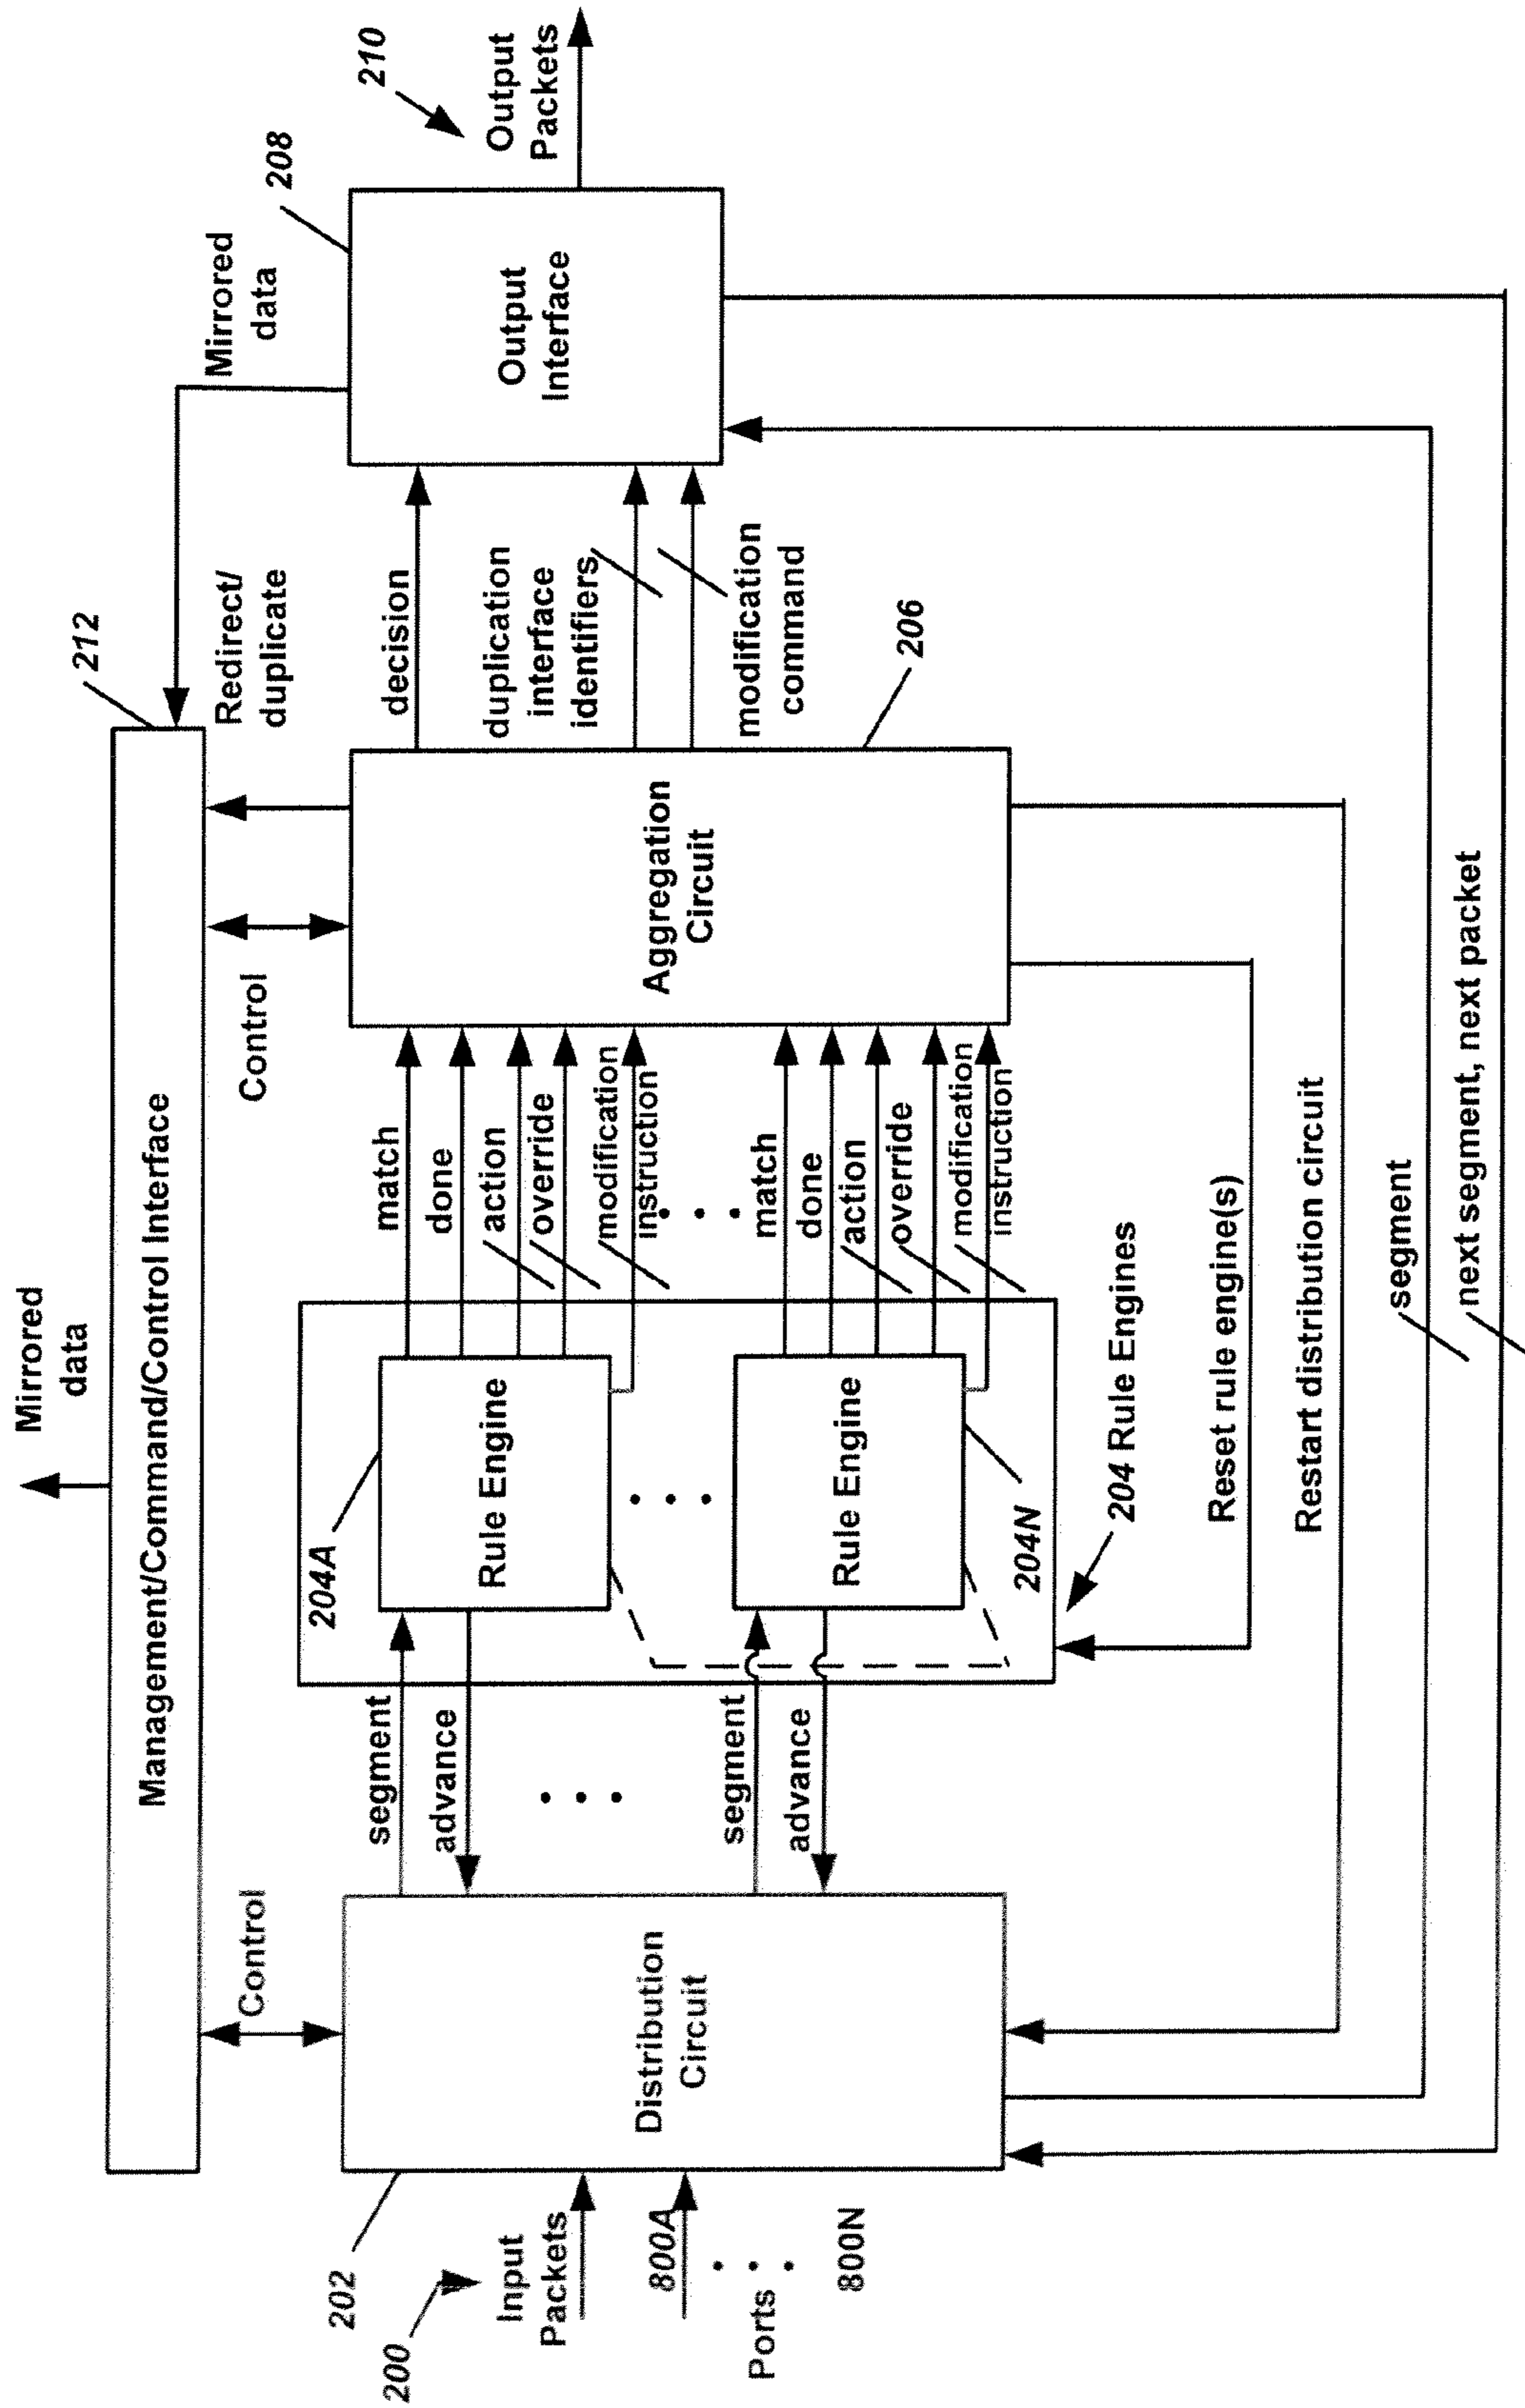 Mirrored
data
212
Management/Command/Control Interface
Mirrored
data
Control
Control
Redirect/
duplicate
208
210
202
200
Input
Packets
800A
Ports
800N
Distribution
Circuit
segment
advance
segment
advance
204A
Rule Engine
Rule Engine
204N
204 Rule Engines
match
done
action
override
modification
instruction
match
done
action
override
modification
instruction
Aggregation
Circuit
206
decision
duplication
interface
identifiers
modification
command
Output
Interface
Output
Packets
Reset rule engine(s)
Restart distribution circuit
segment
next segment, next packet